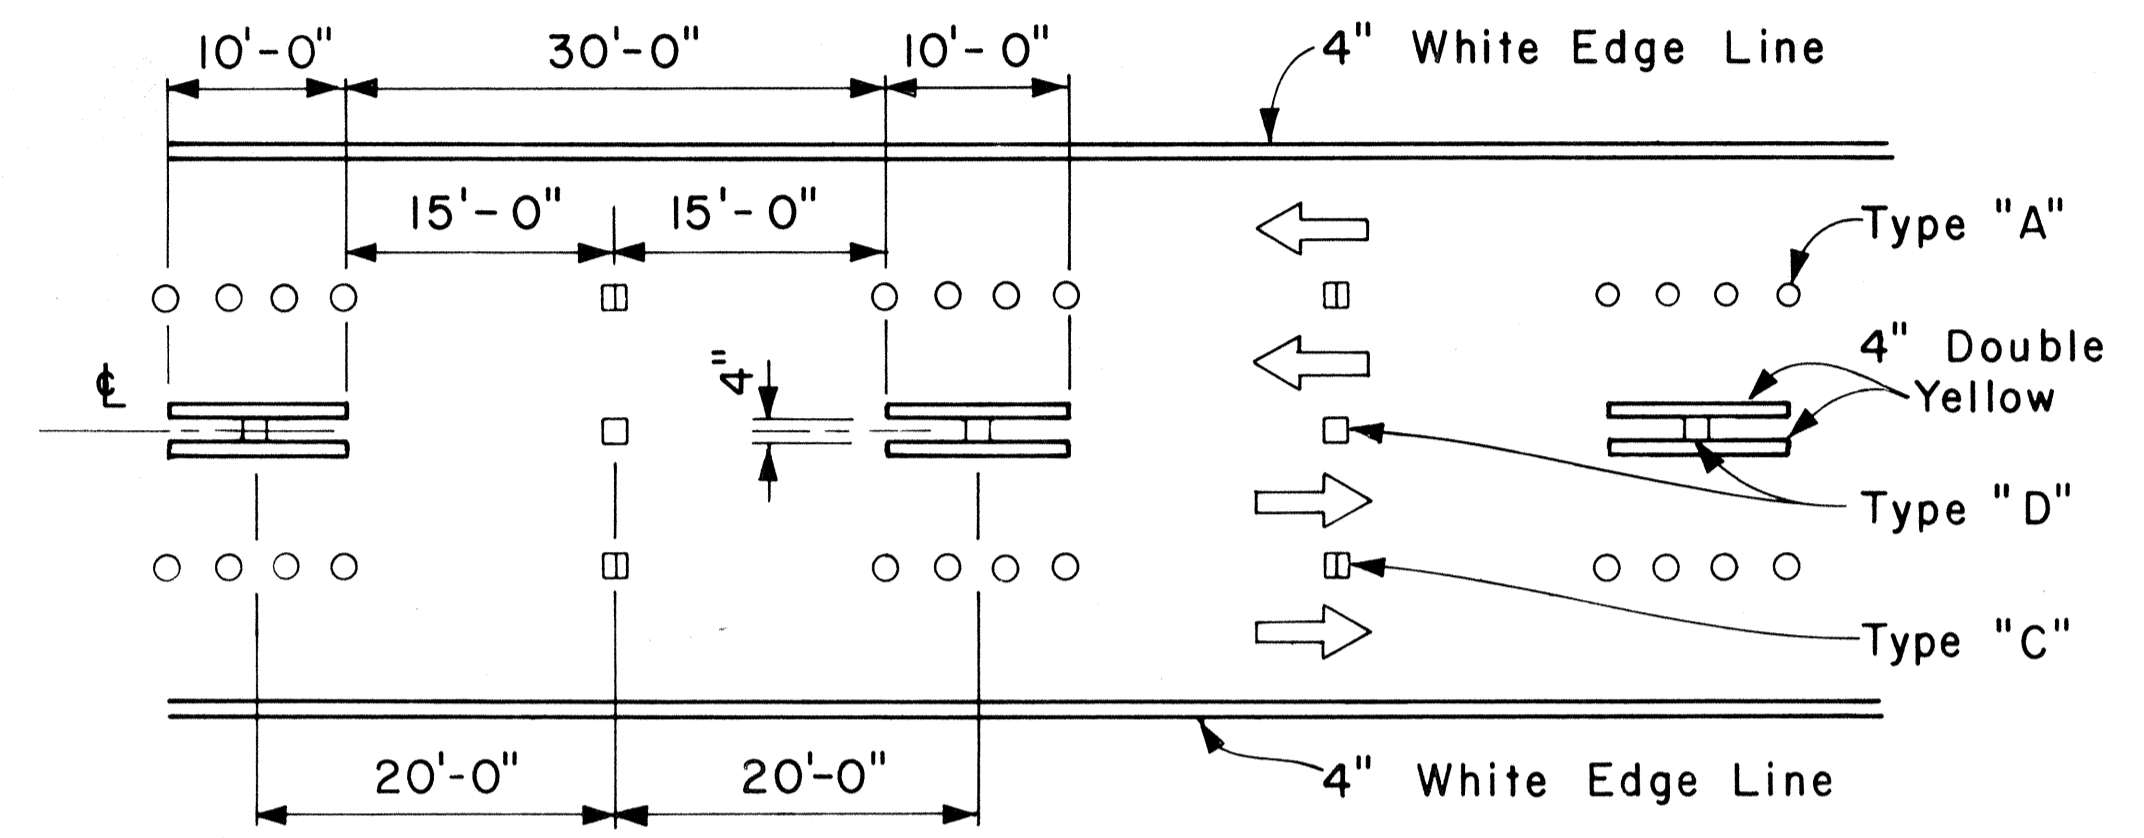 10'-0" 30'-0" 10'-0" 4" White Edge Line
15'-0" 15'-0" Type "A"
4" Double
Yellow
℄ 4"
Type "D"
Type "C"
20'-0" 20'-0" 4" White Edge Line